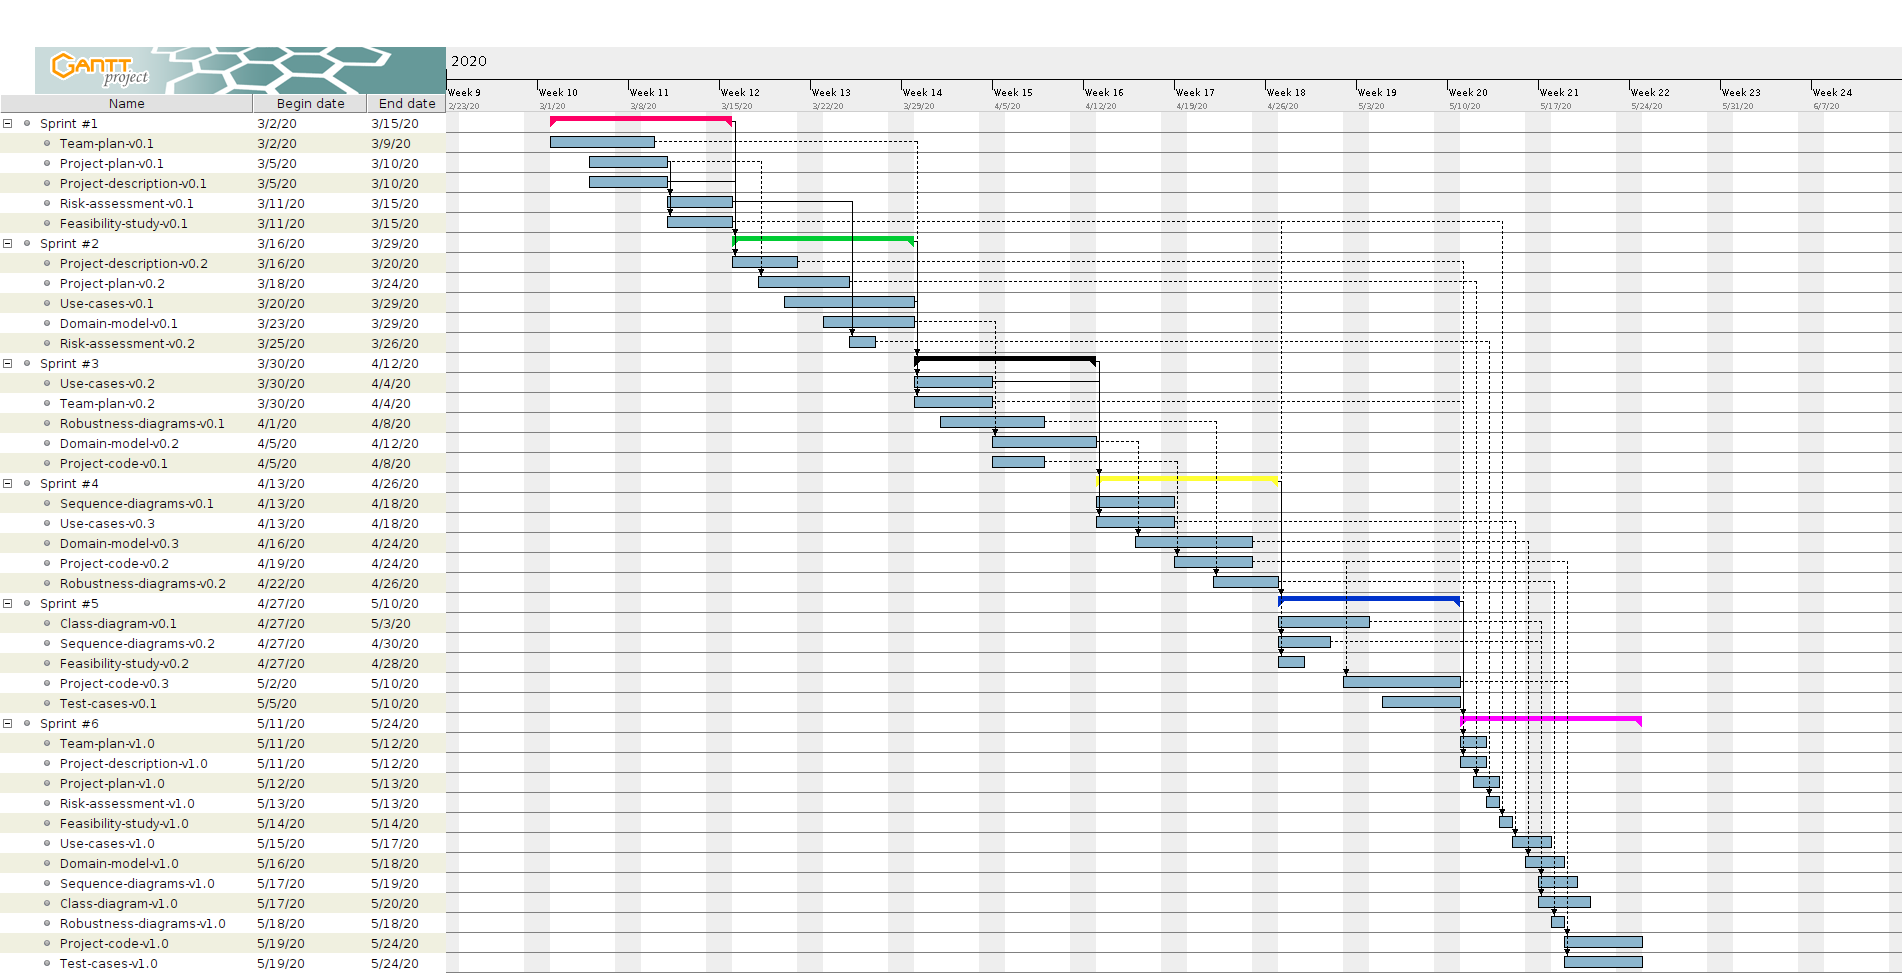 GANTT
project
2020
Week 9 Week 10 Week 11 Week 12 Week 13 Week 14 Week 15 Week 16 Week 17 Week 18 Week 19 Week 20 Week 21 Week 22 Week 23 Week 24
2/23/20 3/1/20 3/8/20 3/15/20 3/22/20 3/29/20 4/5/20 4/12/20 4/19/20 4/26/20 5/3/20 5/10/20 5/17/20 5/24/20 5/31/20 6/7/20
Name Begin date End date
Sprint #1 3/2/20 3/15/20
Team-plan-v0.1 3/2/20 3/9/20
Project-plan-v0.1 3/5/20 3/10/20
Project-description-v0.1 3/5/20 3/10/20
Risk-assessment-v0.1 3/11/20 3/15/20
Feasibility-study-v0.1 3/11/20 3/15/20
Sprint #2 3/16/20 3/29/20
Project-description-v0.2 3/16/20 3/20/20
Project-plan-v0.2 3/18/20 3/24/20
Use-cases-v0.1 3/20/20 3/29/20
Domain-model-v0.1 3/23/20 3/29/20
Risk-assessment-v0.2 3/25/20 3/26/20
Sprint #3 3/30/20 4/12/20
Use-cases-v0.2 3/30/20 4/4/20
Team-plan-v0.2 3/30/20 4/4/20
Robustness-diagrams-v0.1 4/1/20 4/8/20
Domain-model-v0.2 4/5/20 4/12/20
Project-code-v0.1 4/5/20 4/8/20
Sprint #4 4/13/20 4/26/20
Sequence-diagrams-v0.1 4/13/20 4/18/20
Use-cases-v0.3 4/13/20 4/18/20
Domain-model-v0.3 4/16/20 4/24/20
Project-code-v0.2 4/19/20 4/24/20
Robustness-diagrams-v0.2 4/22/20 4/26/20
Sprint #5 4/27/20 5/10/20
Class-diagram-v0.1 4/27/20 5/3/20
Sequence-diagrams-v0.2 4/27/20 4/30/20
Feasibility-study-v0.2 4/27/20 4/28/20
Project-code-v0.3 5/2/20 5/10/20
Test-cases-v0.1 5/5/20 5/10/20
Sprint #6 5/11/20 5/24/20
Team-plan-v1.0 5/11/20 5/12/20
Project-description-v1.0 5/11/20 5/12/20
Project-plan-v1.0 5/12/20 5/13/20
Risk-assessment-v1.0 5/13/20 5/13/20
Feasibility-study-v1.0 5/14/20 5/14/20
Use-cases-v1.0 5/15/20 5/17/20
Domain-model-v1.0 5/16/20 5/18/20
Sequence-diagrams-v1.0 5/17/20 5/19/20
Class-diagram-v1.0 5/17/20 5/20/20
Robustness-diagrams-v1.0 5/18/20 5/18/20
Project-code-v1.0 5/19/20 5/24/20
Test-cases-v1.0 5/19/20 5/24/20